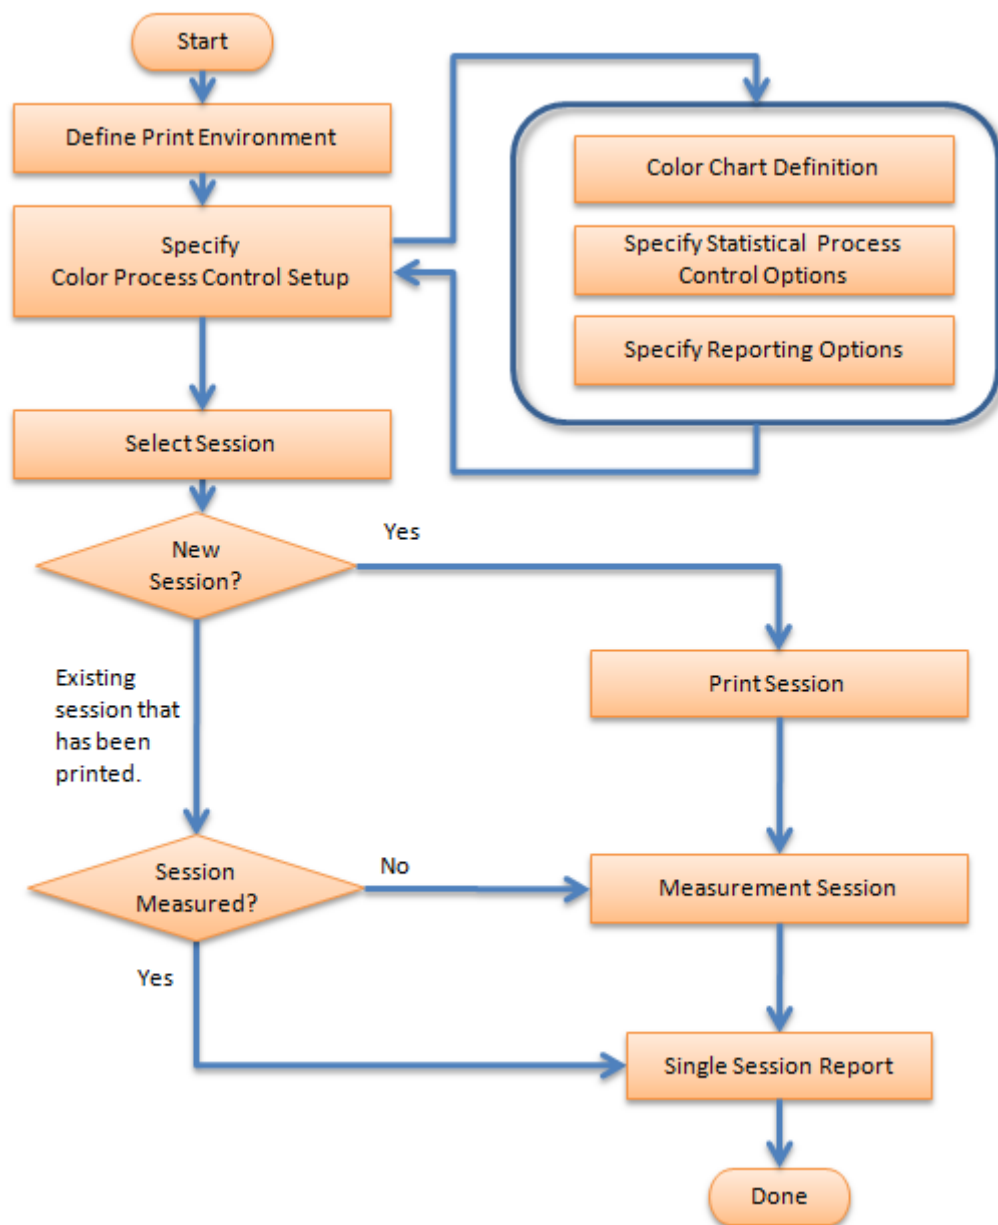 Start
Define Print Environment
Specify
Color Process Control Setup
Color Chart Definition
Specify Statistical Process
Control Options
Specify Reporting Options
Select Session
New
Session?
Yes
Existing
session that
has been
printed.
Print Session
Session
Measured?
No
Measurement Session
Yes
Single Session Report
Done